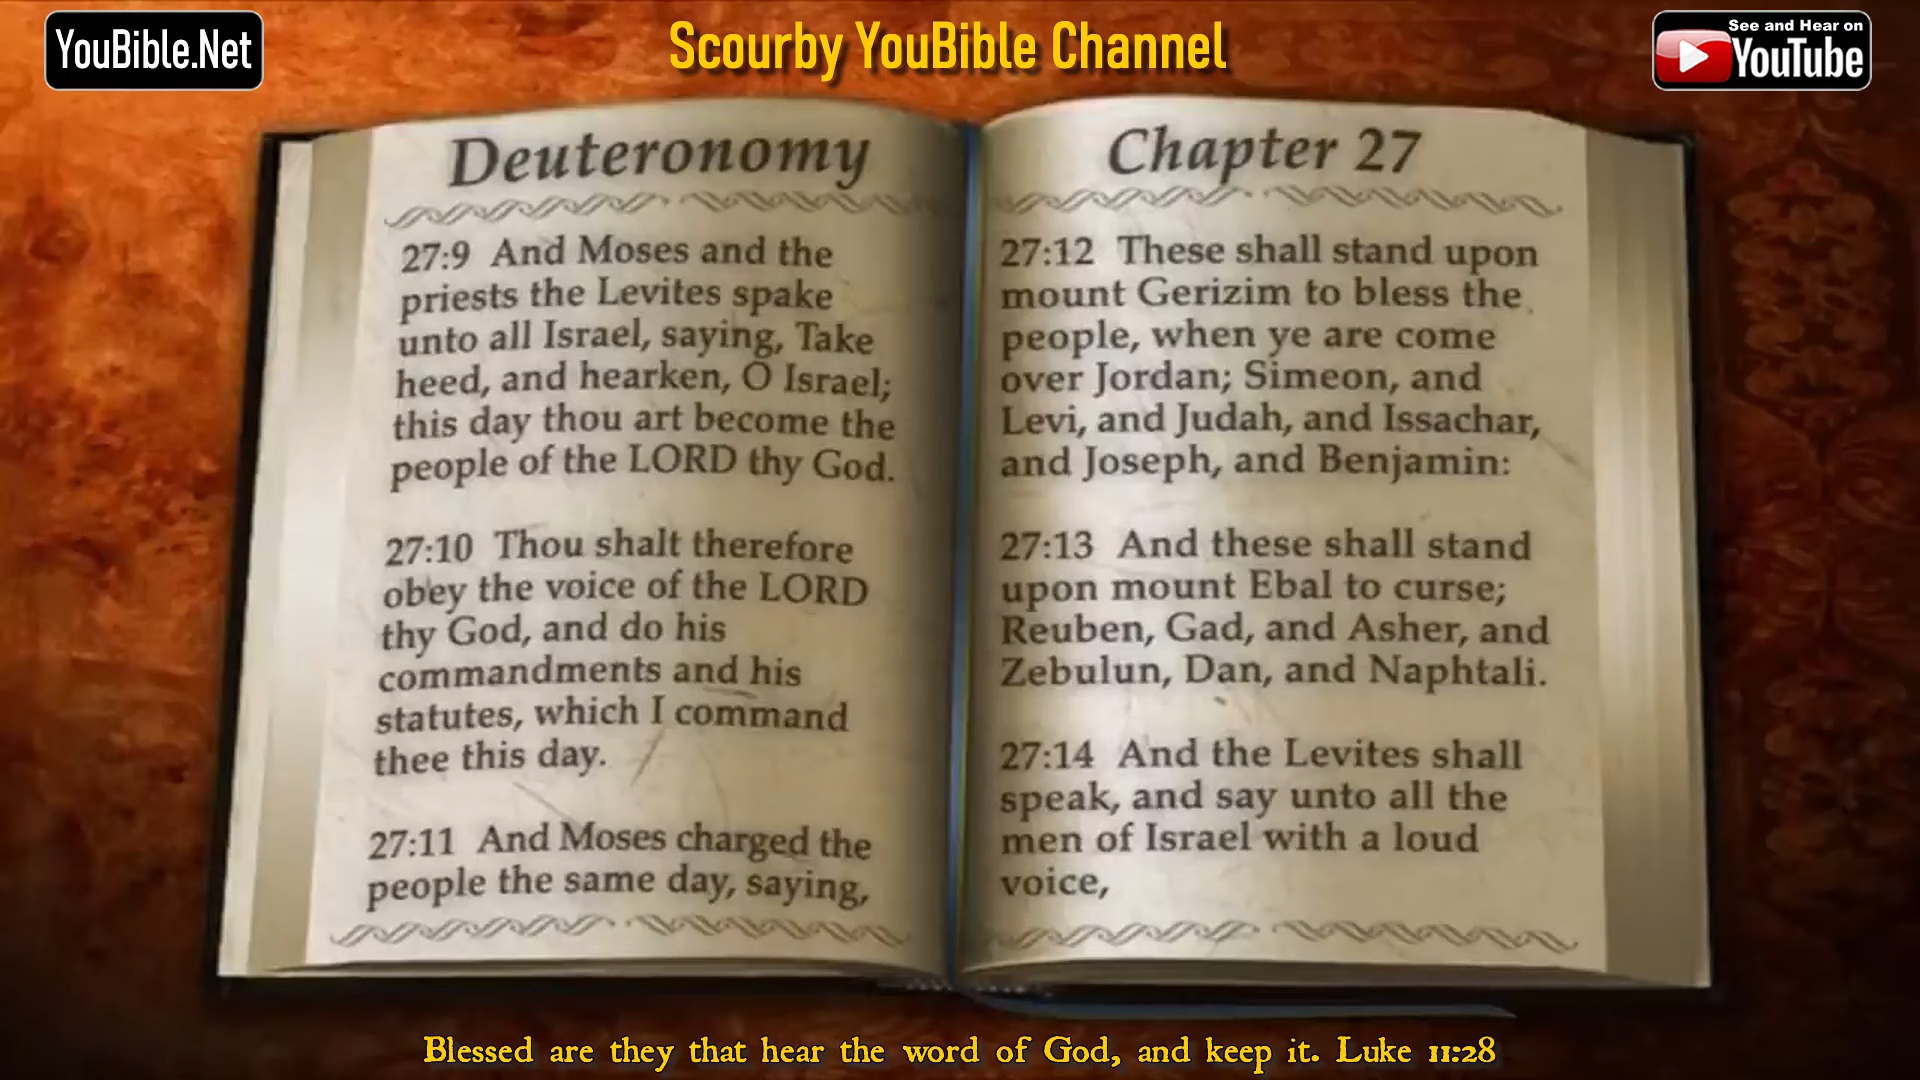 YouBible.Net
Scourby YouBible Channel
See and Hear on
YouTube
Deuteronomy
27:9 And Moses and the
priests the Levites spake
unto all Israel, saying, Take
heed, and hearken, O Israel;
this day thou art become the
people of the LORD thy God.
27:10 Thou shalt therefore
obey the voice of the LORD
thy God, and do his
commandments and his
statutes, which I command
thee this day.
27:11 And Moses charged the
people the same day, saying,
Chapter 27
27:12 These shall stand upon
mount Gerizim to bless the
people, when ye are come
over Jordan; Simeon, and
Levi, and Judah, and Issachar,
and Joseph, and Benjamin:
27:13 And these shall stand
upon mount Ebal to curse;
Reuben, Gad, and Asher, and
Zebulun, Dan, and Naphtali.
27:14 And the Levites shall
speak, and say unto all the
men of Israel with a loud
voice,
Blessed are they that hear the word of God, and keep it. Luke 11:28